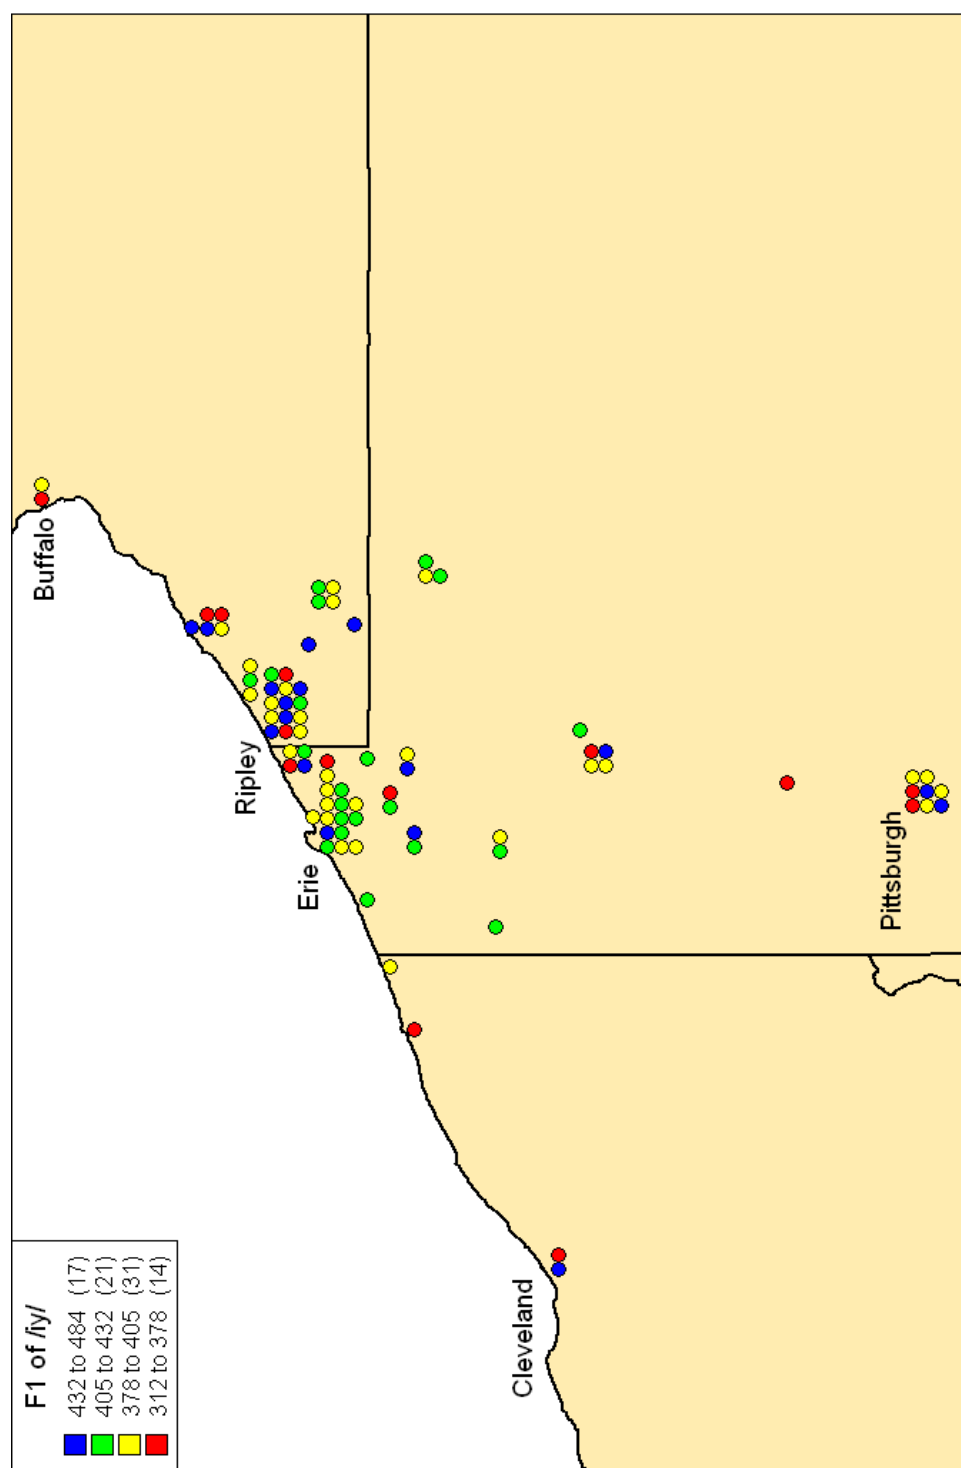 F1 of /iy/
432 to 484 (17)
405 to 432 (21)
378 to 405 (31)
312 to 378 (14)
Buffalo
Ripley
Erie
Cleveland
Pittsburgh